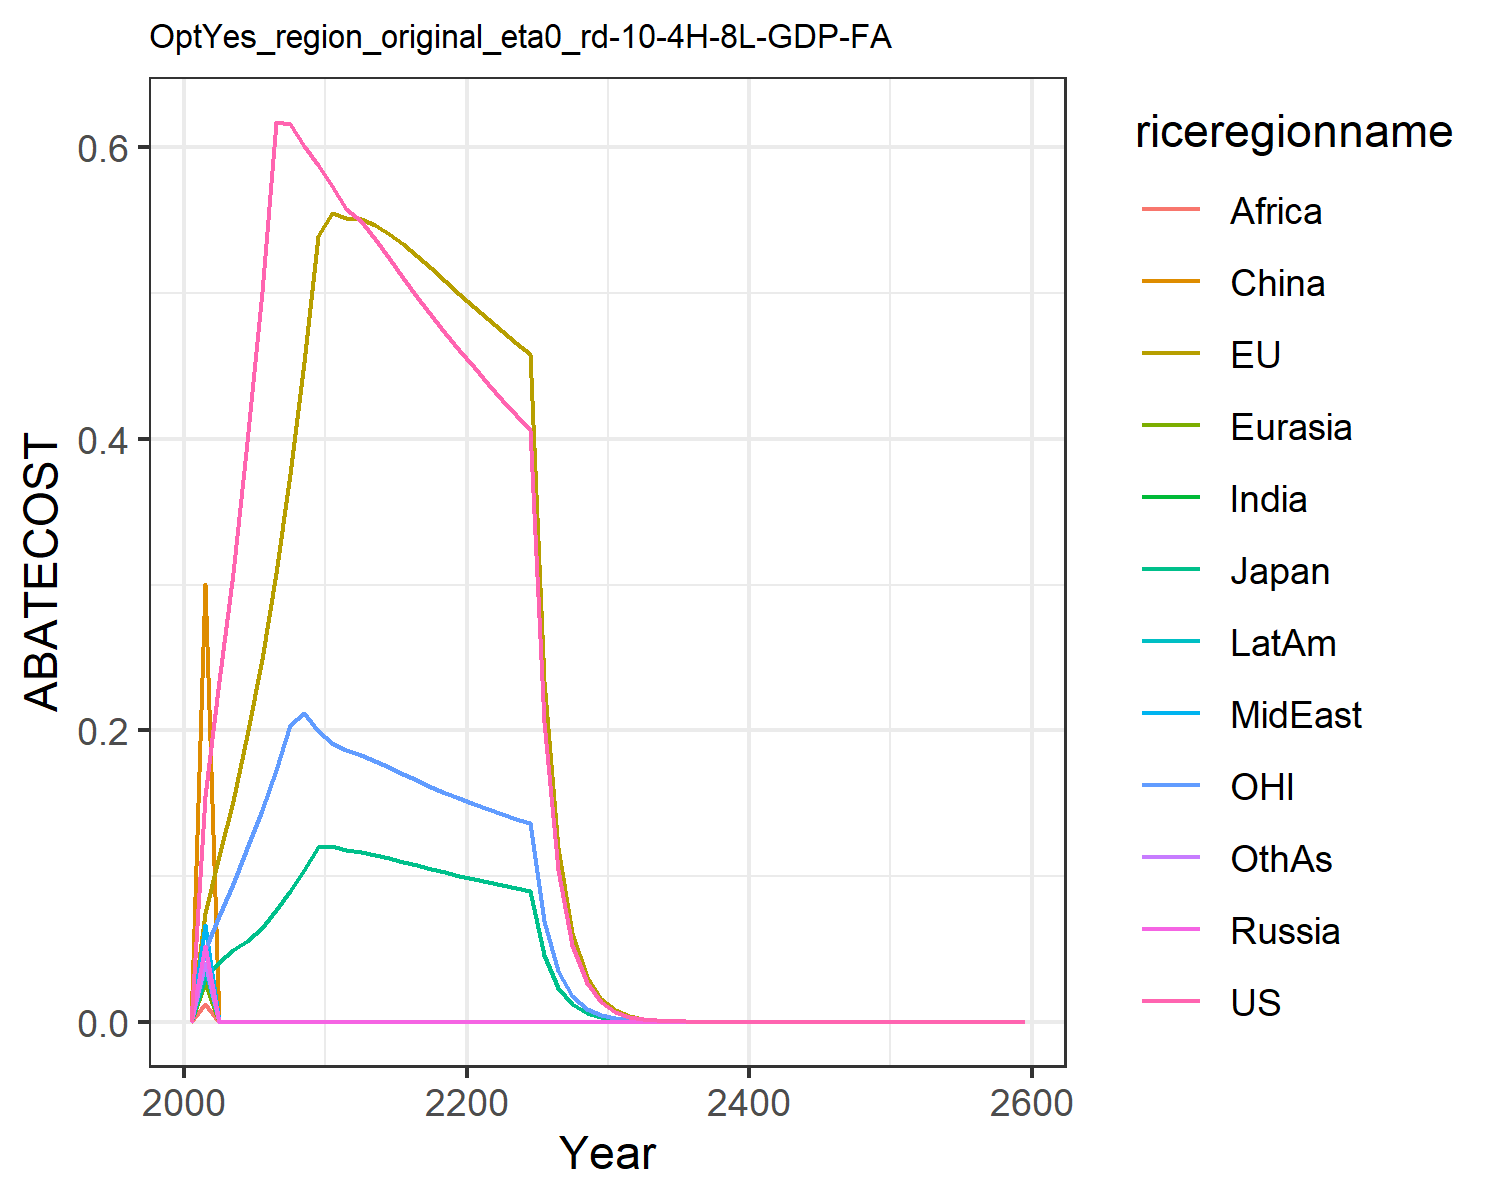 OptYes_region_original_eta0_rd-10-4H-8L-GDP-FA
ABATECOST
0.6
0.4
0.2
0.0
2000
2200
2400
2600
Year
riceregionname
Africa
China
EU
Eurasia
India
Japan
LatAm
MidEast
OHI
OthAs
Russia
US